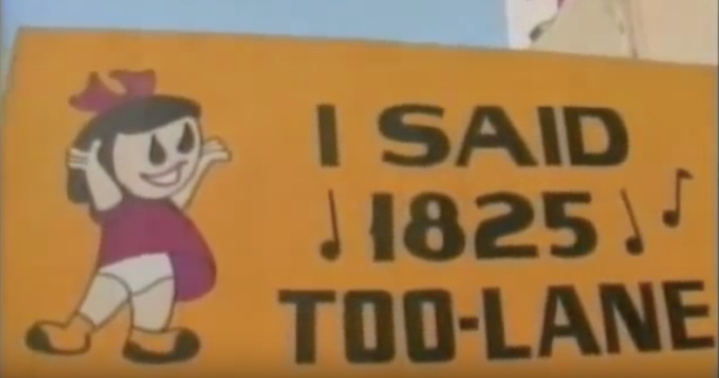 I SAID
1825
TOO-LANE